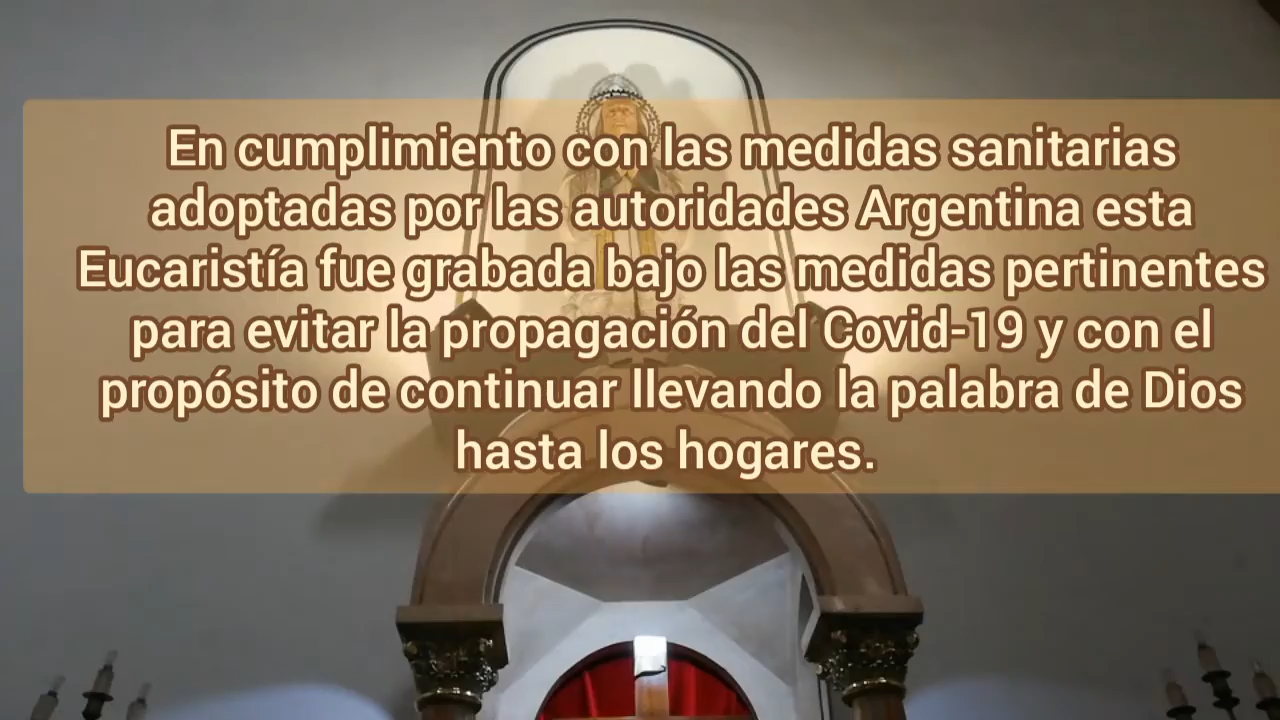 En cumplimiento con las medidas sanitarias
adoptadas por las autoridades Argentina esta
Eucaristía fue grabada bajo las medidas pertinentes
para evitar la propagación del Covid-19 y con el
propósito de continuar llevando la palabra de Dios
hasta los hogares.